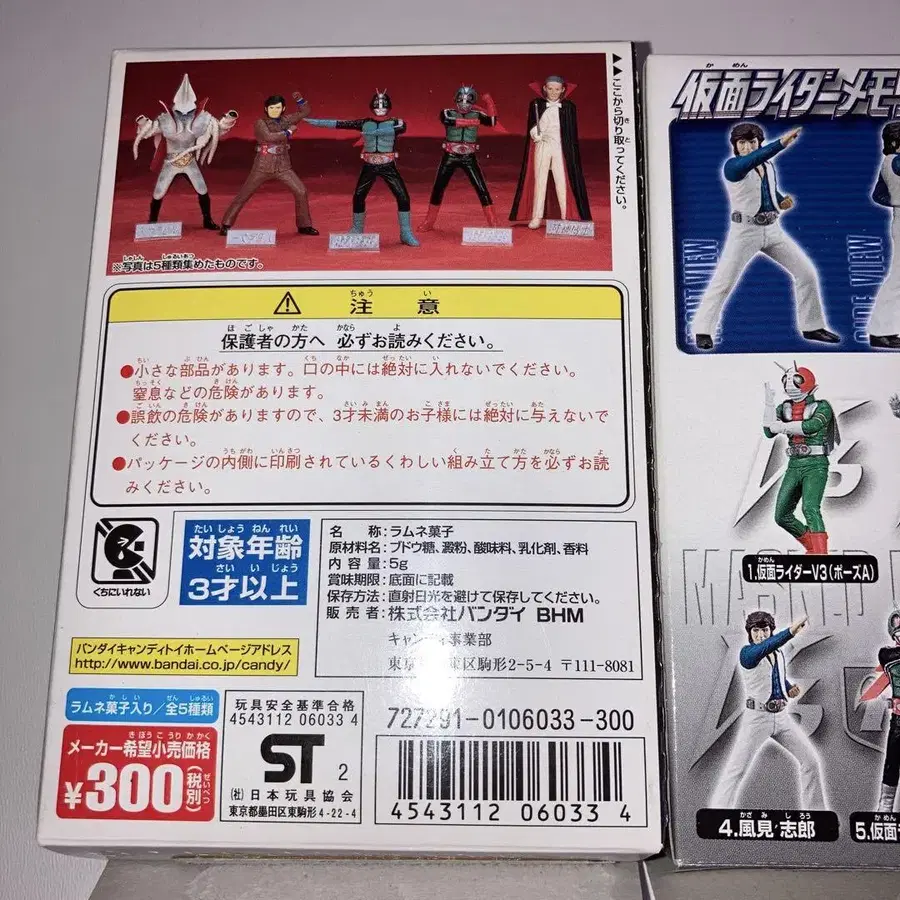 ▶▶ここから切り取ってください。
※写真は5種類集めたものです。
⚠ 注意
保護者の方へ 必ずお読みください。
●小さな部品があります。口の中には絶対に入れないでください。
窒息などの危険があります。
●誤飲の危険がありますので、3才未満のお子様には絶対に与えないで
ください。
●パッケージの内側に印刷されているくわしい組み立て方を必ずお読
みください。
くちにいれない
対象年齢
3才以上
名 称:ラムネ菓子
原材料名:ブドウ糖、澱粉、酸味料、乳化剤、香料
内 容 量:5g
賞味期限:底面に記載
保存方法:直射日光を避けて保存してください。
販 売 者:株式会社バンダイ BHM
キャンディ事業部
東京都台東区駒形2-5-4 〒111-8081
バンダイキャンディトイホームページアドレス
http://www.bandai.co.jp/candy/
ラムネ菓子入り/全5種類
メーカー希望小売価格
¥300(税別)
玩具安全基準合格
4543112 06033 4
ST 2
(社)日本玩具協会
東京都墨田区東駒形4-22-4
727291-0106033-300
4543112 060334
仮面ライダーメモ
VIEW
SIDE VIEW
1.仮面ライダーV3(ポーズA)
MASKED
4.風見 志郎
5.仮面